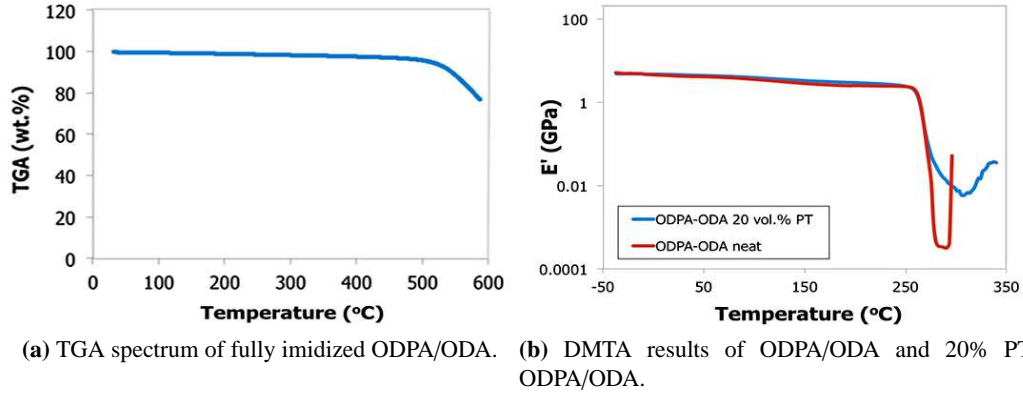 120
100
80
60
40
20
0
TGA (wt.%)
0 100 200 300 400 500 600
Temperature (ºC)
(a) TGA spectrum of fully imidized ODPA/ODA.
100
1
0.01
0.0001
E' (GPa)
ODPA-ODA 20 vol.% PT
ODPA-ODA neat
-50 50 150 250 350
Temperature (ºC)
(b) DMTA results of ODPA/ODA and 20% PT
ODPA/ODA.